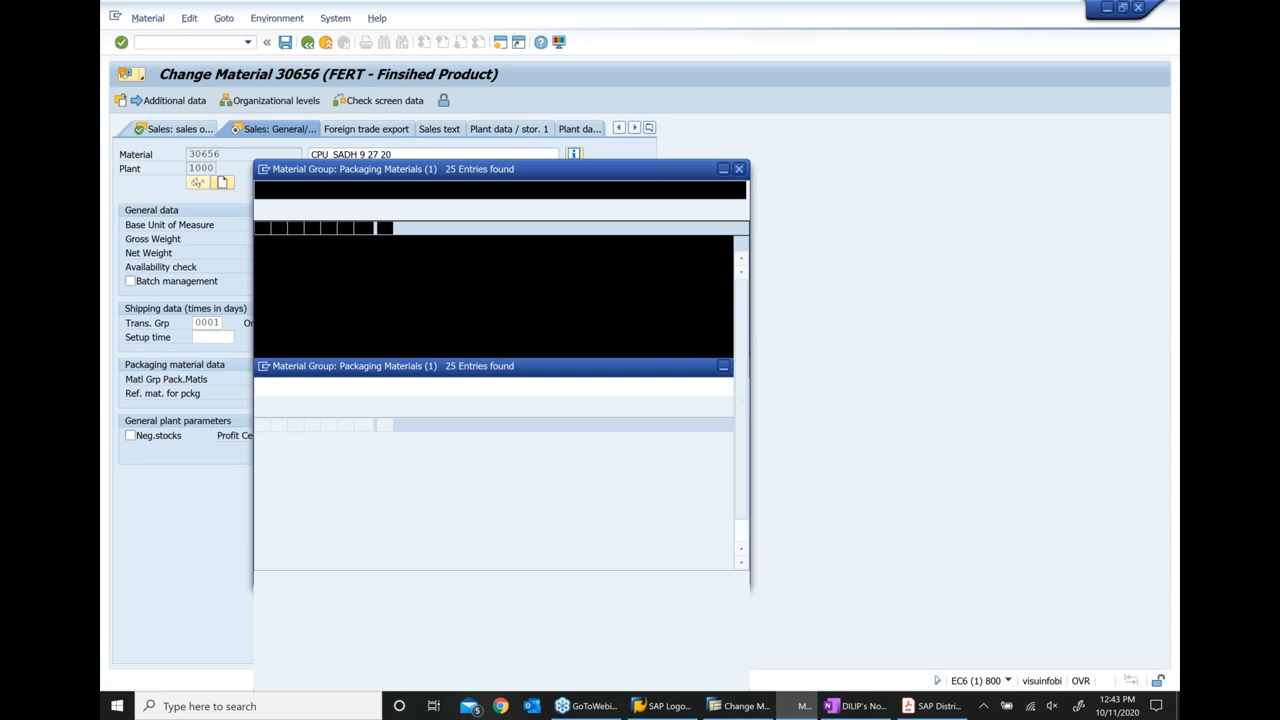 Material Edit Goto Environment System Help
Change Material 30656 (FERT - Finsihed Product)
Additional data Organizational levels Check screen data
Sales: sales o... Sales: General/... Foreign trade export Sales text Plant data / stor. 1 Plant da...
Material 30656 CPU SADH 9 27 20
Plant 1000
Material Group: Packaging Materials (1) 25 Entries found
General data
Base Unit of Measure
Gross Weight
Net Weight
Availability check
Batch management
Shipping data (times in days)
Trans. Grp 0001
Setup time
Packaging material data
Material Group: Packaging Materials (1) 25 Entries found
Matl Grp Pack.Matls
Ref. mat. for pckg
General plant parameters
Neg.stocks Profit Ce
EC6 (1) 800 visuinfobi OVR
Type here to search 5 GoToWebi... SAP Logo... Change M... M... DILIP's No... SAP Distri... 12:43 PM
10/11/2020